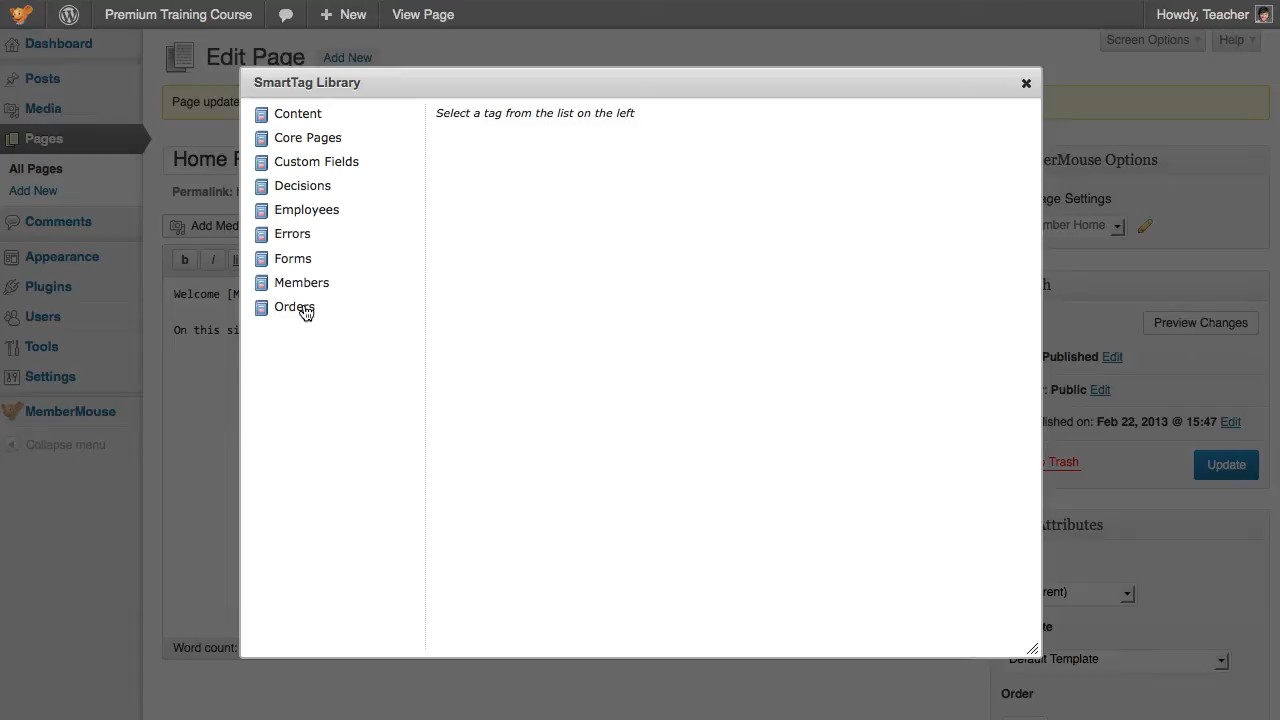 Premium Training Course
New
View Page
Howdy, Teacher
Dashboard
Posts
Media
Pages
All Pages
Add New
Comments
Appearance
Plugins
Users
Tools
Settings
MemberMouse
Collapse menu
Edit Page
Add New
Screen Options
Help
Page update
Home
Permalink:
Add Med
b
i
Welcome [M
On this si
Word count:
SmartTag Library
Content
Core Pages
Custom Fields
Decisions
Employees
Errors
Forms
Members
Orders
Select a tag from the list on the left
erMouse Options
age Settings
mber Home
h
Preview Changes
Published Edit
: Public Edit
lished on: Feb 22, 2013 @ 15:47 Edit
Trash
Update
Attributes
rent)
te
Default Template
Order